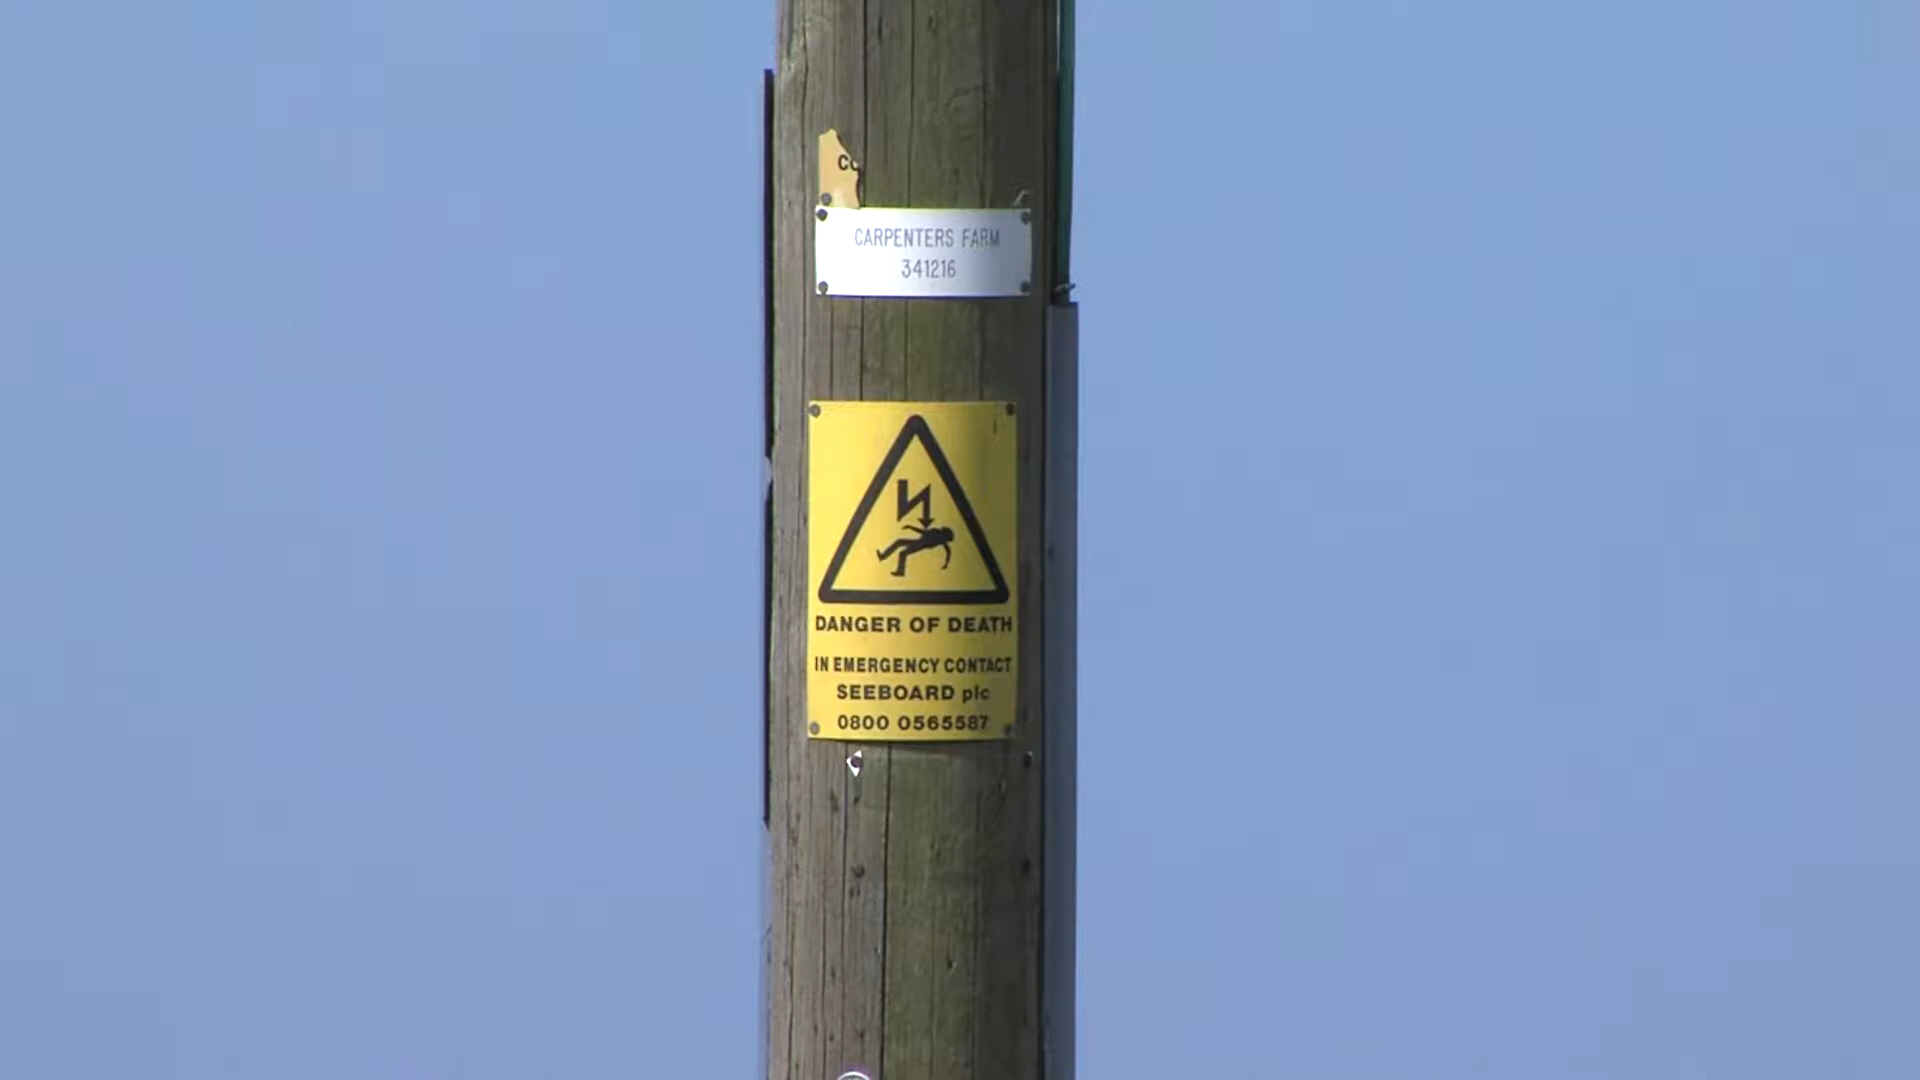 CARPENTERS FARM
341216
DANGER OF DEATH
IN EMERGENCY CONTACT
SEEBOARD plc
0800 0565587